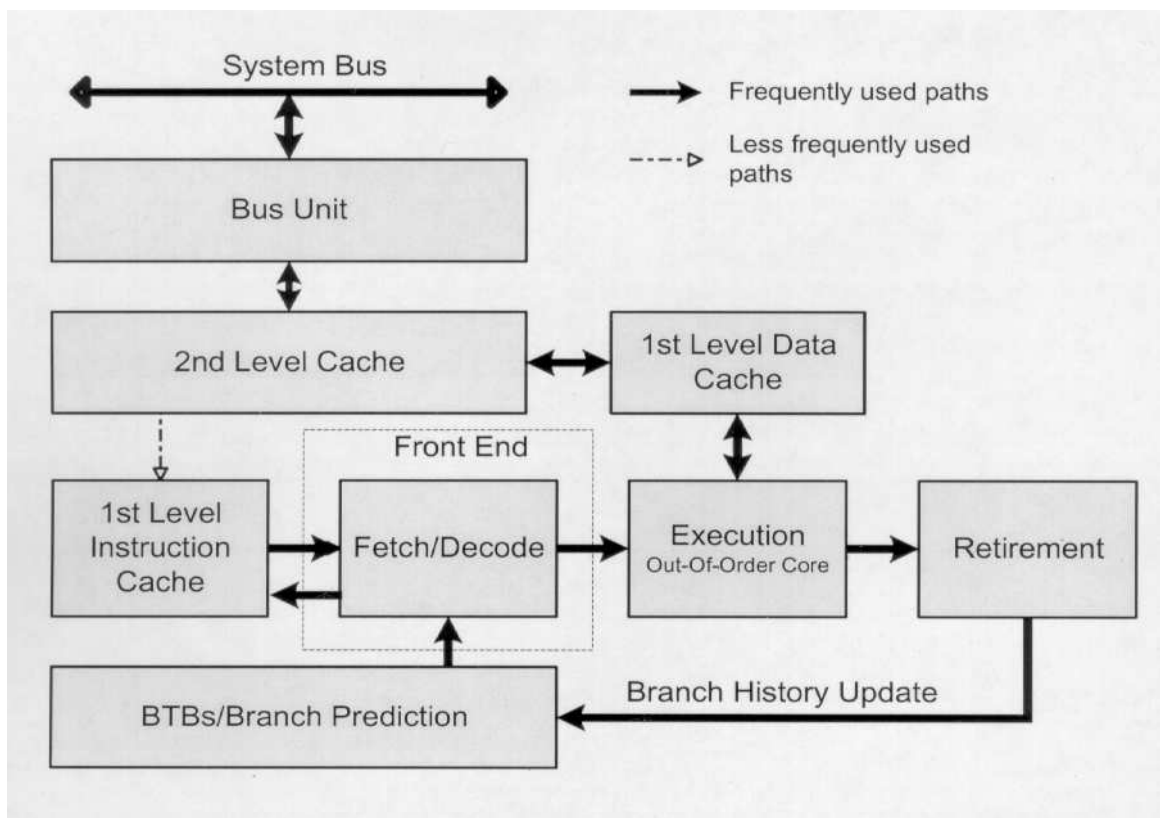 System Bus
Frequently used paths
Less frequently used
paths
Bus Unit
2nd Level Cache
1st Level Data
Cache
Front End
1st Level
Instruction
Cache
Fetch/Decode
Execution
Out-Of-Order Core
Retirement
BTBs/Branch Prediction
Branch History Update